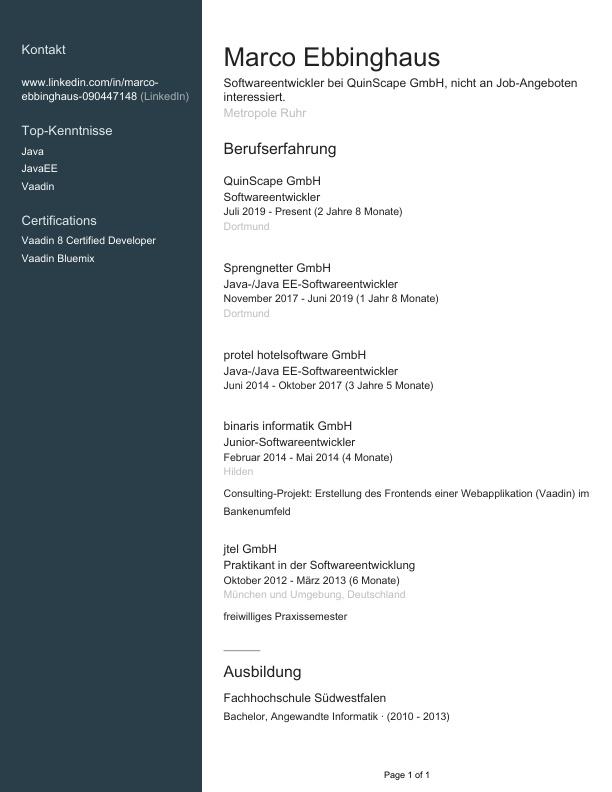 Kontakt
www.linkedin.com/in/marco-
ebbinghaus-090447148 (LinkedIn)
Top-Kenntnisse
Java
JavaEE
Vaadin
Certifications
Vaadin 8 Certified Developer
Vaadin Bluemix
Marco Ebbinghaus
Softwareentwickler bei QuinScape GmbH, nicht an Job-Angeboten
interessiert.
Metropole Ruhr
Berufserfahrung
QuinScape GmbH
Softwareentwickler
Juli 2019 - Present (2 Jahre 8 Monate)
Dortmund
Sprengnetter GmbH
Java-/Java EE-Softwareentwickler
November 2017 - Juni 2019 (1 Jahr 8 Monate)
Dortmund
protel hotelsoftware GmbH
Java-/Java EE-Softwareentwickler
Juni 2014 - Oktober 2017 (3 Jahre 5 Monate)
binaris informatik GmbH
Junior-Softwareentwickler
Februar 2014 - Mai 2014 (4 Monate)
Hilden
Consulting-Projekt: Erstellung des Frontends einer Webapplikation (Vaadin) im
Bankenumfeld
jtel GmbH
Praktikant in der Softwareentwicklung
Oktober 2012 - März 2013 (6 Monate)
München und Umgebung, Deutschland
freiwilliges Praxissemester
Ausbildung
Fachhochschule Südwestfalen
Bachelor, Angewandte Informatik · (2010 - 2013)
Page 1 of 1